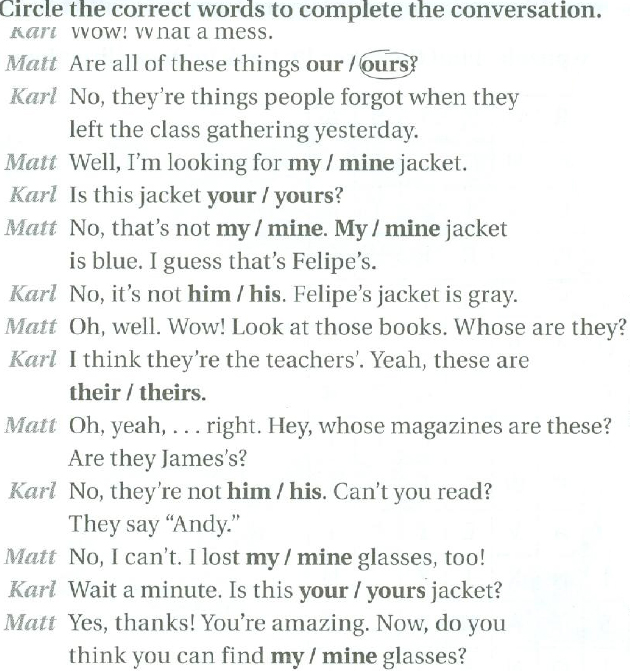 Circle the correct words to complete the conversation.
Karl Wow! What a mess.
Matt Are all of these things our / ours?
Karl No, they're things people forgot when they
left the class gathering yesterday.
Matt Well, I'm looking for my / mine jacket.
Karl Is this jacket your / yours?
Matt No, that's not my / mine. My / mine jacket
is blue. I guess that's Felipe's.
Karl No, it's not him / his. Felipe's jacket is gray.
Matt Oh, well. Wow! Look at those books. Whose are they?
Karl I think they're the teachers'. Yeah, these are
their / theirs.
Matt Oh, yeah, . . . right. Hey, whose magazines are these?
Are they James's?
Karl No, they're not him / his. Can't you read?
They say “Andy.”
Matt No, I can't. I lost my / mine glasses, too!
Karl Wait a minute. Is this your / yours jacket?
Matt Yes, thanks! You're amazing. Now, do you
think you can find my / mine glasses?